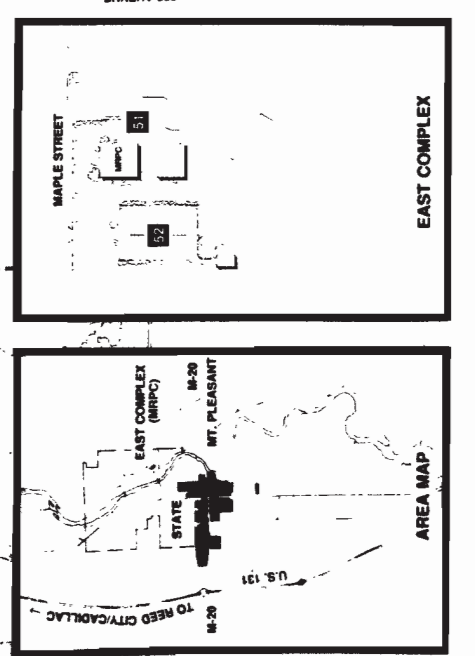 MAPLE STREET
51
MRPC
52
EAST COMPLEX
EAST COMPLEX
(MRPC)
M-20
MT. PLEASANT
STATE
U.S. 131
TO REED CITY/CADILLAC →
M-20
AREA MAP